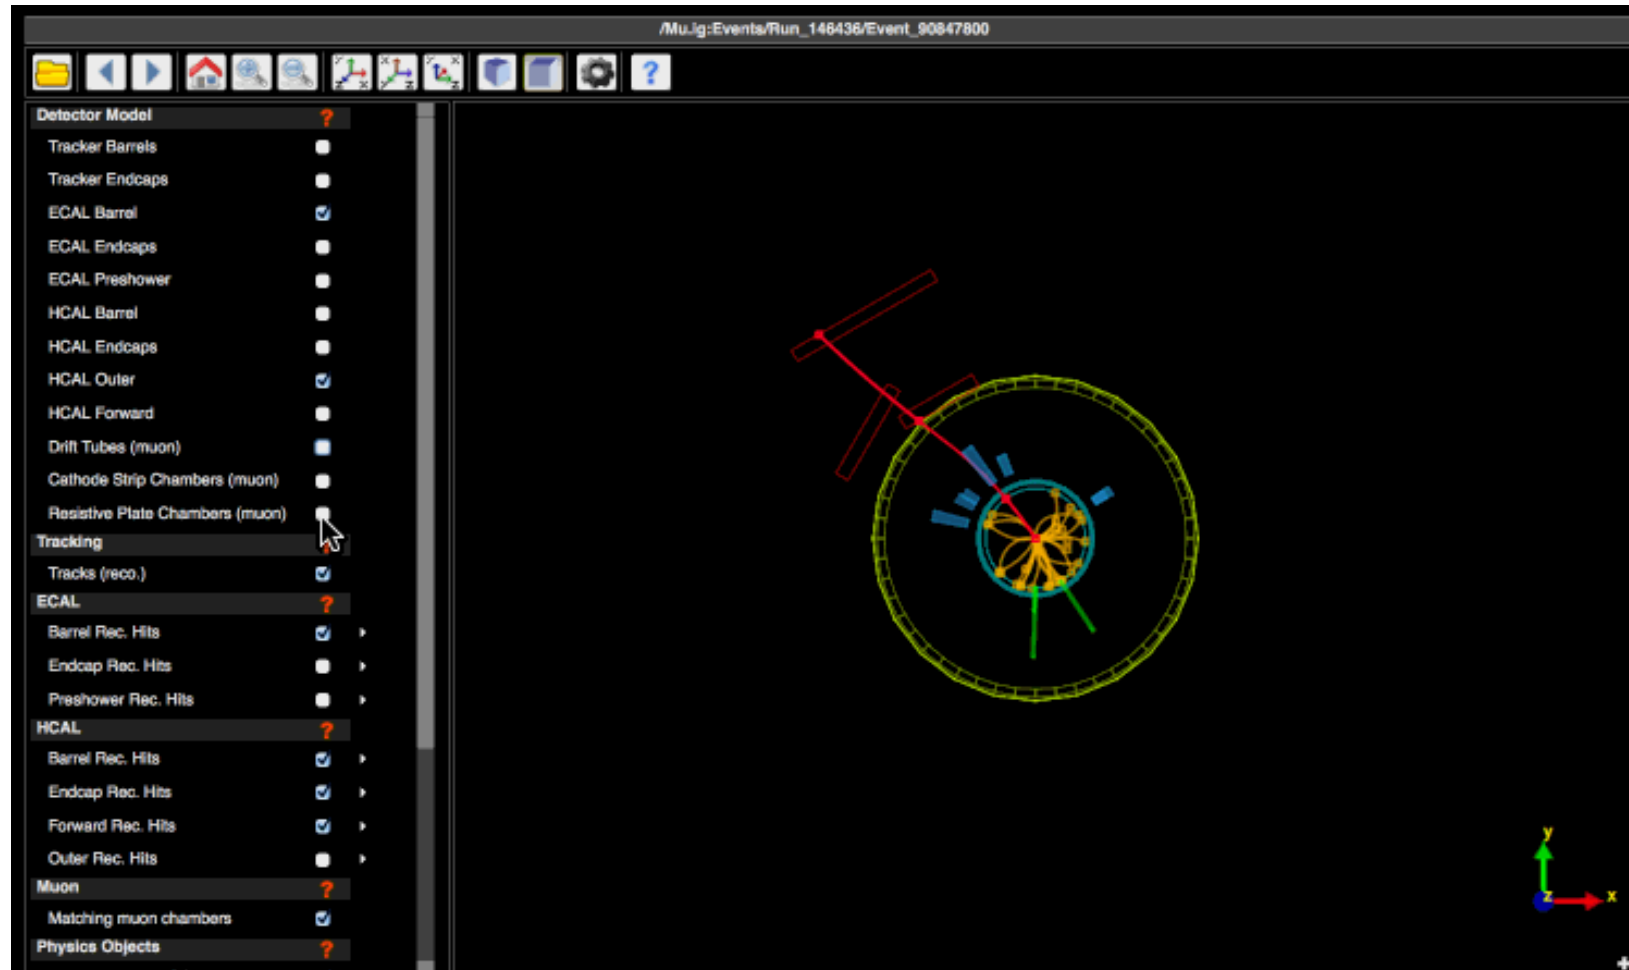 /Mu.ig:Events/Run_146436/Event_90847800
Detector Model ?
Tracker Barrels
Tracker Endcaps
ECAL Barrel
ECAL Endcaps
ECAL Preshower
HCAL Barrel
HCAL Endcaps
HCAL Outer
HCAL Forward
Drift Tubes (muon)
Cathode Strip Chambers (muon)
Resistive Plate Chambers (muon)
Tracking
Tracks (reco.)
ECAL ?
Barrel Rec. Hits
Endcap Rec. Hits
Preshower Rec. Hits
HCAL ?
Barrel Rec. Hits
Endcap Rec. Hits
Forward Rec. Hits
Outer Rec. Hits
Muon ?
Matching muon chambers
Physics Objects ?
y
z x